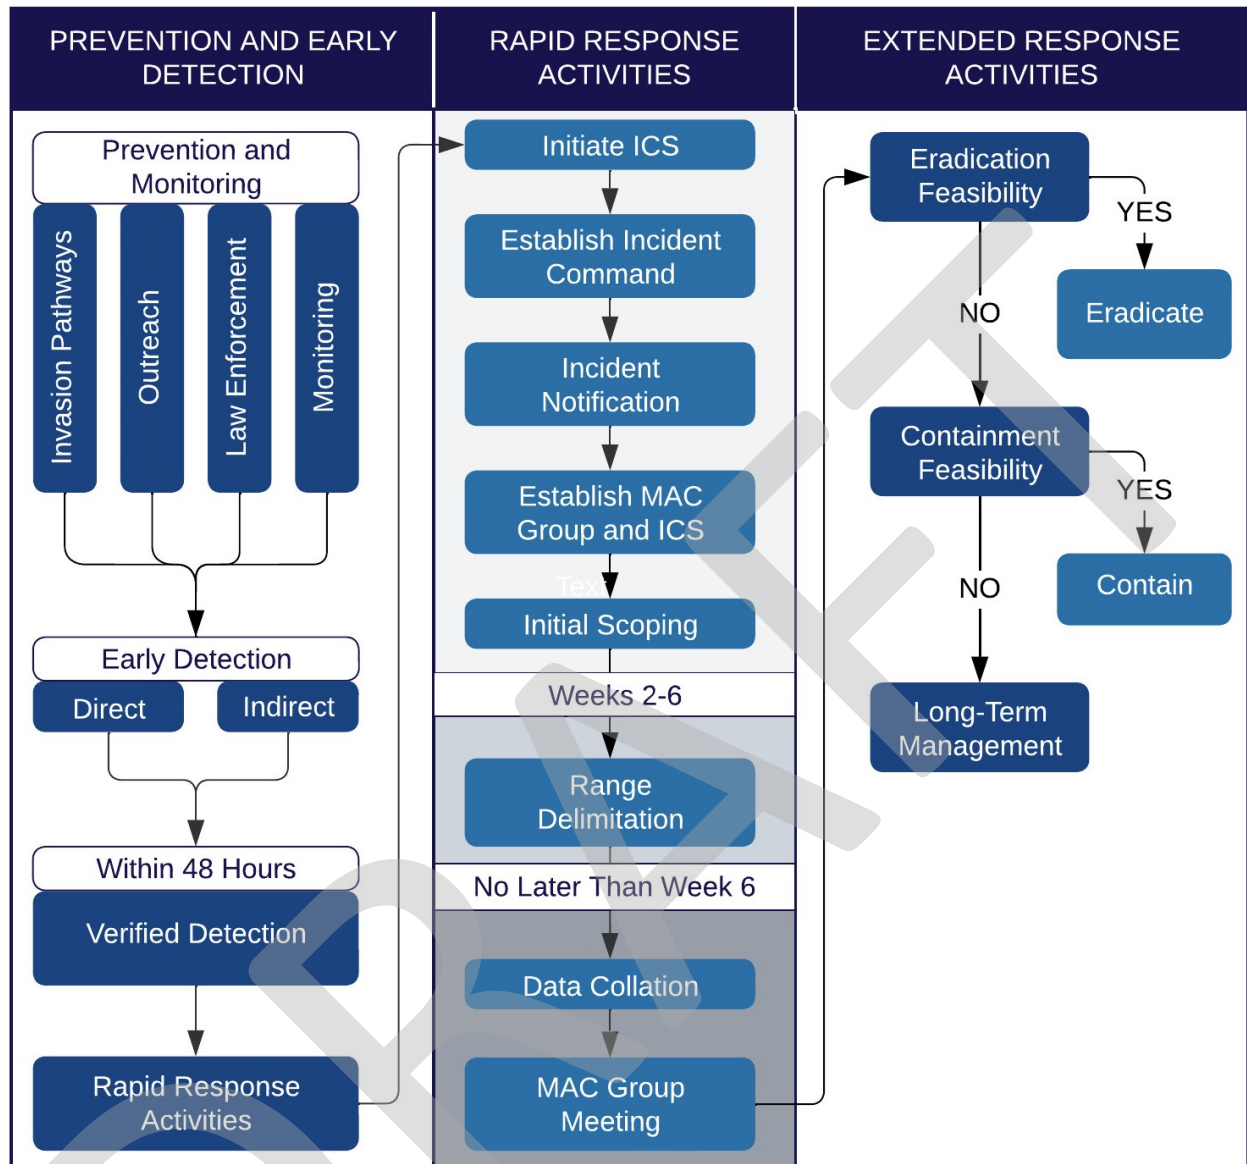 PREVENTION AND EARLY
DETECTION
Prevention and
Monitoring
Invasion Pathways
Outreach
Law Enforcement
Monitoring
Early Detection
Direct
Indirect
Within 48 Hours
Verified Detection
Rapid Response
Activities
RAPID RESPONSE
ACTIVITIES
Initiate ICS
Establish Incident
Command
Incident
Notification
Establish MAC
Group and ICS
Text
Initial Scoping
Weeks 2-6
Range
Delimitation
No Later Than Week 6
Data Collation
MAC Group
Meeting
EXTENDED RESPONSE
ACTIVITIES
Eradication
Feasibility
YES
Eradicate
NO
Containment
Feasibility
YES
Contain
NO
Long-Term
Management
DRAFT